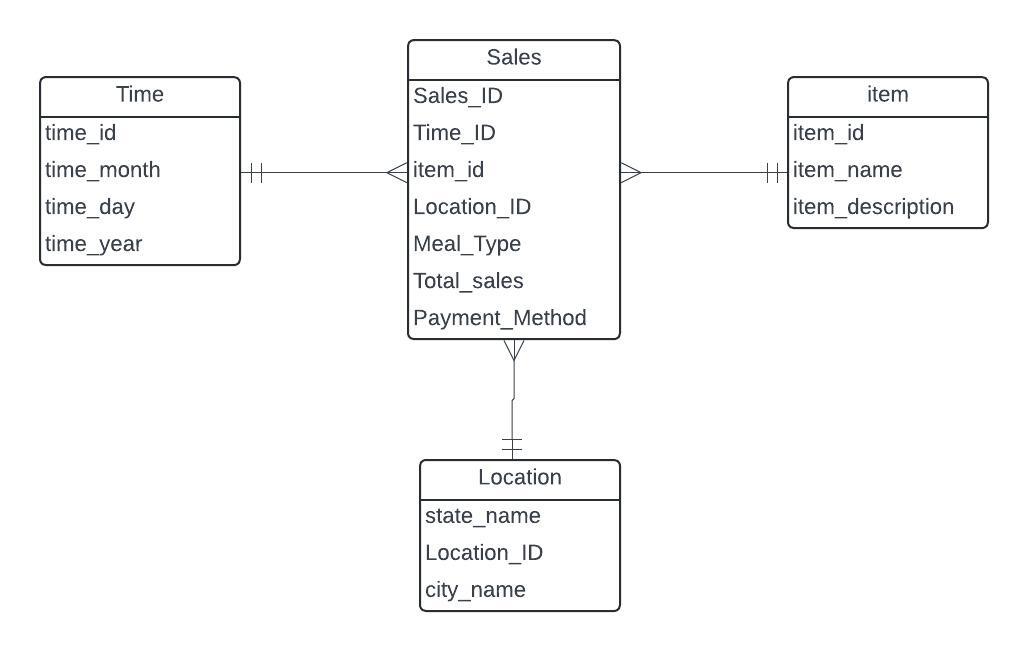 Time
time_id
time_month
time_day
time_year
Sales
Sales_ID
Time_ID
item_id
Location_ID
Meal_Type
Total_sales
Payment_Method
item
item_id
item_name
item_description
Location
state_name
Location_ID
city_name